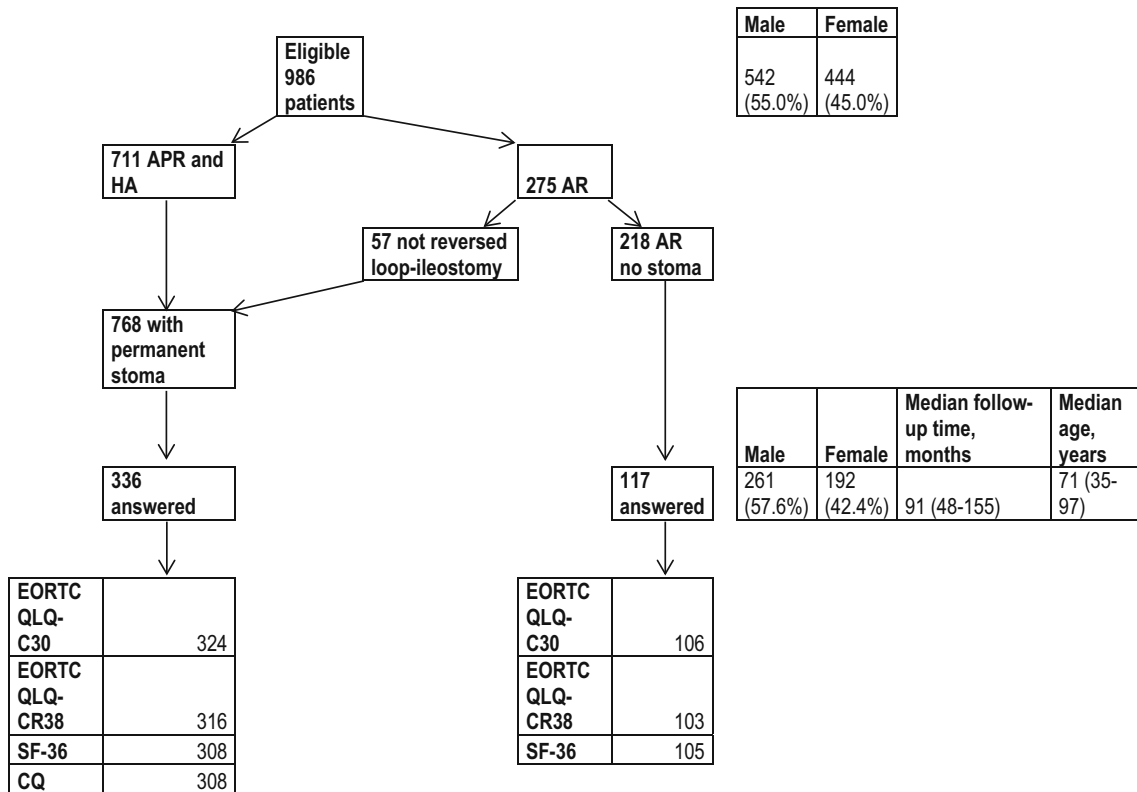 Male Female
542 444
(55.0%) (45.0%)
Eligible
986
patients
711 APR and
HA
275 AR
57 not reversed
loop-ileostomy
218 AR
no stoma
768 with
permanent
stoma
336
answered
117
answered
Median follow-
up time,
months
Median
age,
years
Male Female
261 192
(57.6%) (42.4%)
91 (48-155)
71 (35-
97)
EORTC
QLQ-
C30 324
EORTC
QLQ-
CR38 316
SF-36 308
CQ 308
EORTC
QLQ-
C30 106
EORTC
QLQ-
CR38 103
SF-36 105